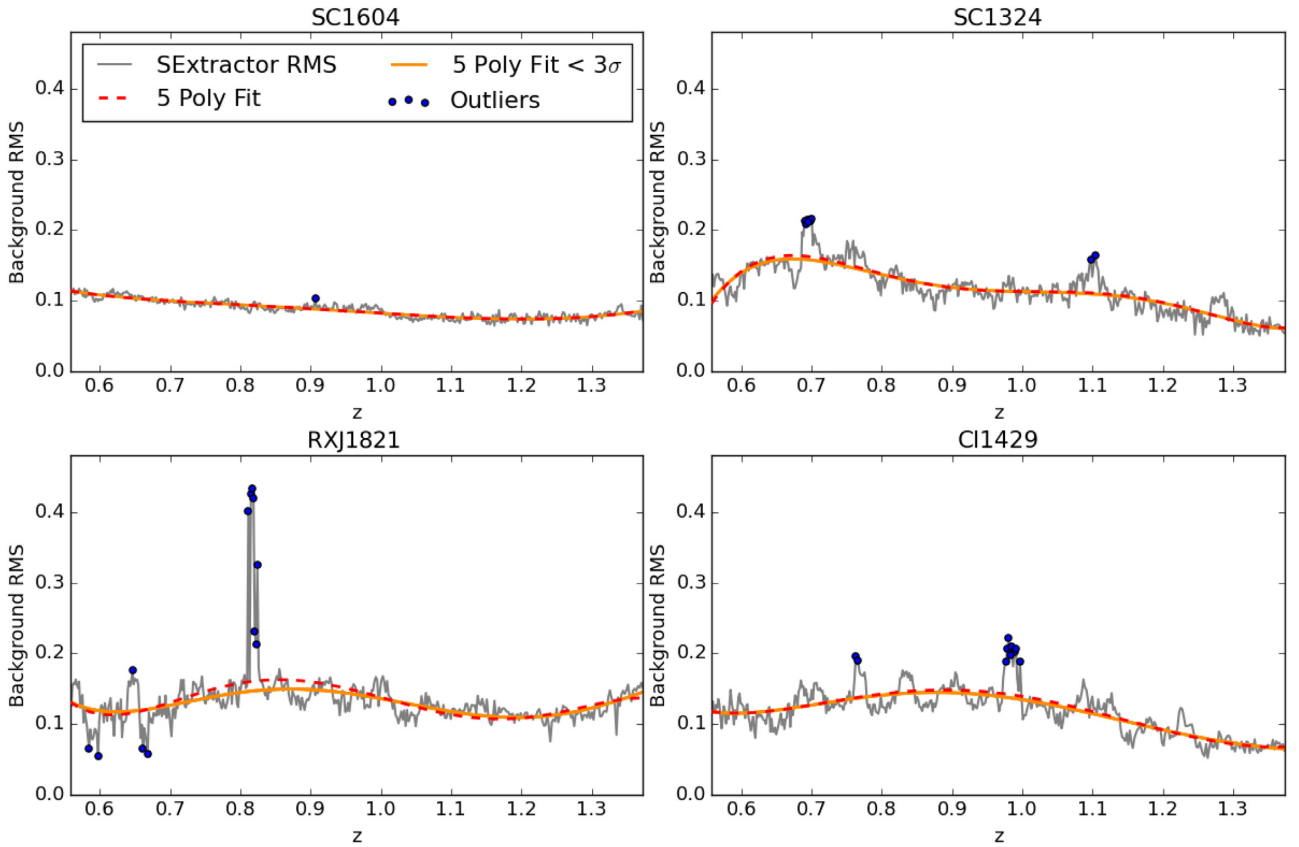 SC1604
SExtractor RMS
5 Poly Fit < 3σ
5 Poly Fit
Outliers
Background RMS
0.4
0.3
0.2
0.1
0.0
0.6 0.7 0.8 0.9 1.0 1.1 1.2 1.3
z
SC1324
Background RMS
0.4
0.3
0.2
0.1
0.0
0.6 0.7 0.8 0.9 1.0 1.1 1.2 1.3
z
RXJ1821
Background RMS
0.4
0.3
0.2
0.1
0.0
0.6 0.7 0.8 0.9 1.0 1.1 1.2 1.3
z
Cl1429
Background RMS
0.4
0.3
0.2
0.1
0.0
0.6 0.7 0.8 0.9 1.0 1.1 1.2 1.3
z